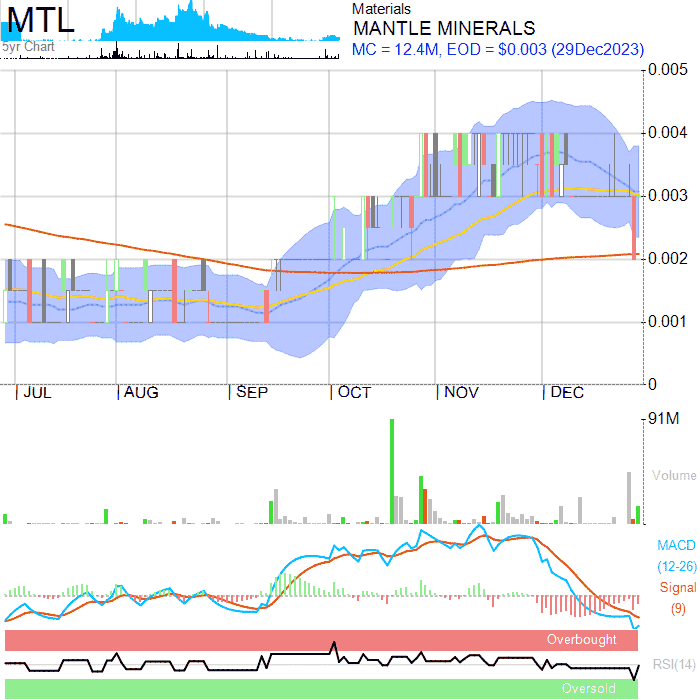 MTL
5yr Chart
Materials
MANTLE MINERALS
MC = 12.4M, EOD = $0.003 (29Dec2023)
0.005
0.004
0.003
0.002
0.001
0
JUL AUG SEP OCT NOV DEC
91M
Volume
MACD
(12-26)
Signal
(9)
Overbought
RSI(14)
Oversold